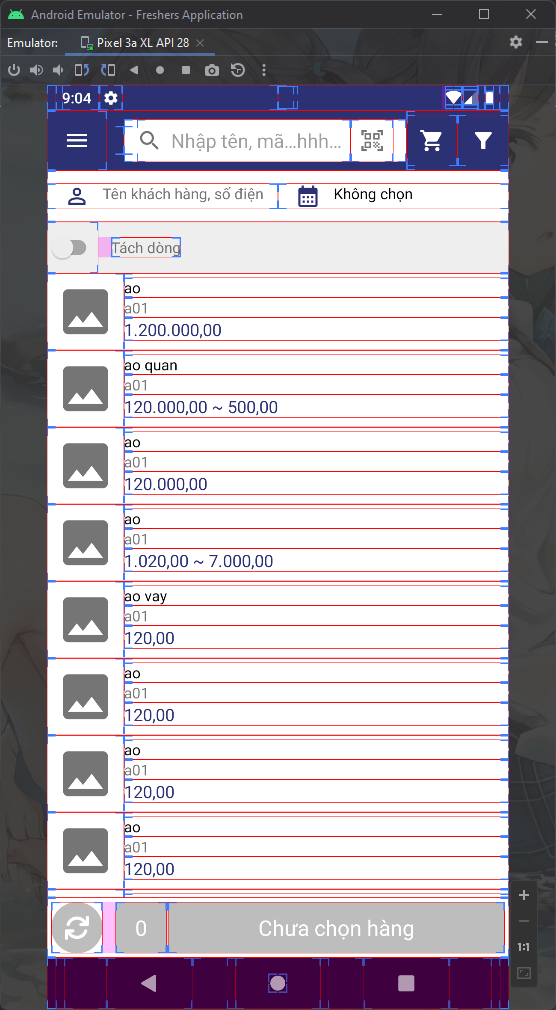 Android Emulator - Freshers Application
Emulator: Pixel 3a XL API 28
9:04
Nhập tên, mã...hhh...
Tên khách hàng, số điện
Không chọn
Tách dòng
ao
a01
1.200.000,00
ao quan
a01
120.000,00 ~ 500,00
ao
a01
120.000,00
ao
a01
1.020,00 ~ 7.000,00
ao vay
a01
120,00
ao
a01
120,00
ao
a01
120,00
ao
a01
120,00
0 Chưa chọn hàng
1:1